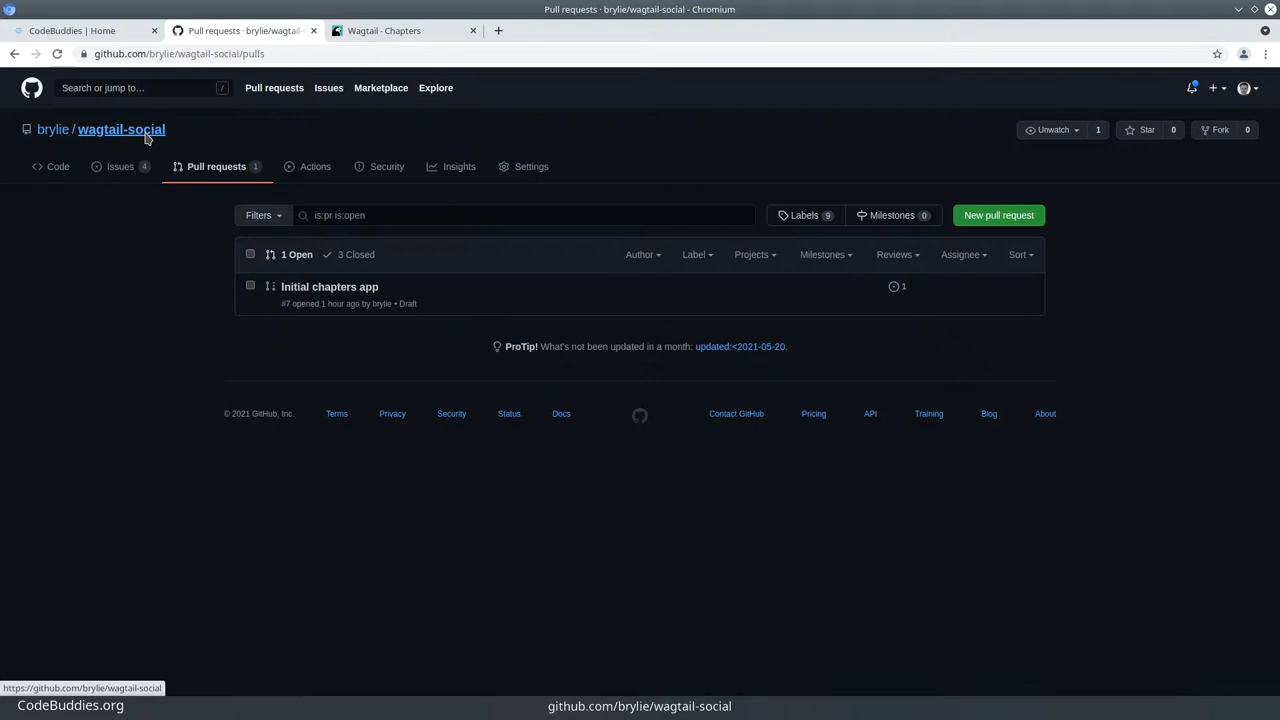 Pull requests · brylie/wagtail-social - Chromium
CodeBuddies | Home
Pull requests · brylie/wagtail-
Wagtail - Chapters
github.com/brylie/wagtail-social/pulls
Search or jump to… /
Pull requests Issues Marketplace Explore
brylie / wagtail-social
Unwatch 1 Star 0 Fork 0
Code Issues 4 Pull requests 1 Actions Security Insights Settings
Filters is:pr is:open Labels 9 Milestones 0 New pull request
1 Open 3 Closed Author Label Projects Milestones Reviews Assignee Sort
Initial chapters app 1
#7 opened 1 hour ago by brylie • Draft
ProTip! What's not been updated in a month: updated:<2021-05-20.
© 2021 GitHub, Inc. Terms Privacy Security Status Docs Contact GitHub Pricing API Training Blog About
https://github.com/brylie/wagtail-social
CodeBuddies.org github.com/brylie/wagtail-social